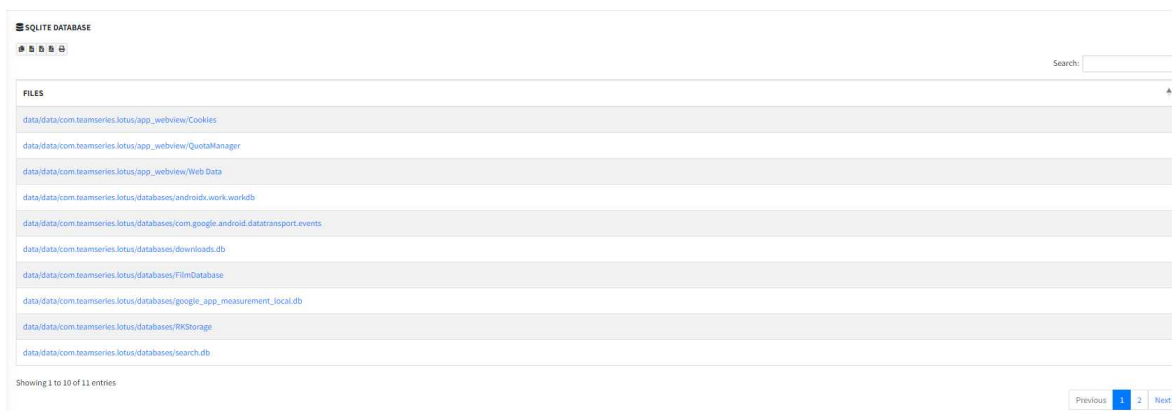 SQLITE DATABASE
Search:
FILES
data/data/com.teamseries.lotus/app_webview/Cookies
data/data/com.teamseries.lotus/app_webview/QuotaManager
data/data/com.teamseries.lotus/app_webview/Web Data
data/data/com.teamseries.lotus/databases/androidx.work.workdb
data/data/com.teamseries.lotus/databases/com.google.android.datatransport.events
data/data/com.teamseries.lotus/databases/downloads.db
data/data/com.teamseries.lotus/databases/FilmDatabase
data/data/com.teamseries.lotus/databases/google_app_measurement_local.db
data/data/com.teamseries.lotus/databases/RKStorage
data/data/com.teamseries.lotus/databases/search.db
Showing 1 to 10 of 11 entries
Previous 1 2 Next